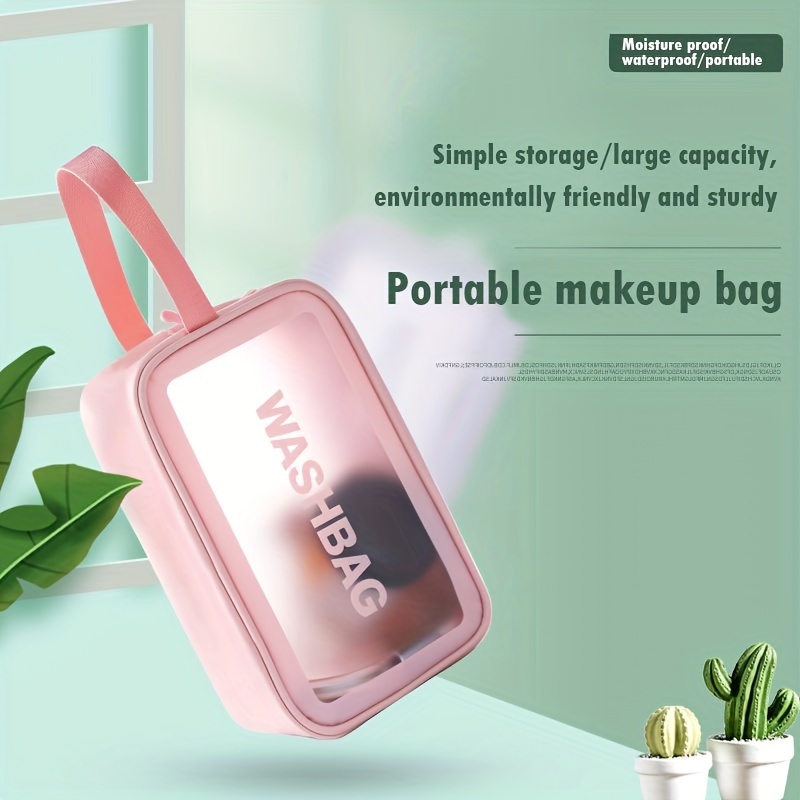 Moisture proof/
waterproof/portable
Simple storage/large capacity,
environmentally friendly and sturdy
Portable makeup bag
WASHBAG